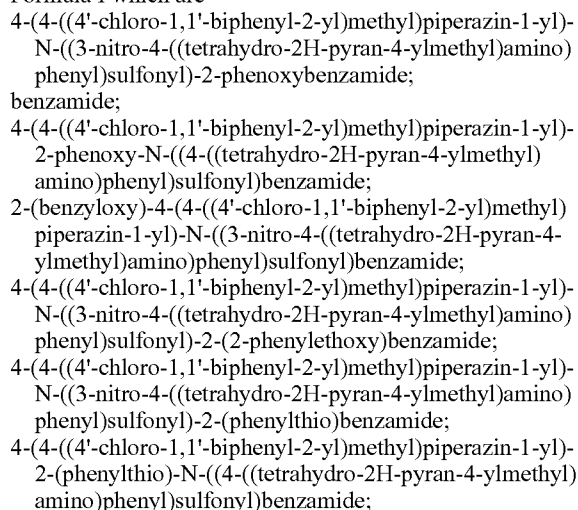 Formula I which are
4-(4-((4'-chloro-1,1'-biphenyl-2-yl)methyl)piperazin-1-yl)-
N-((3-nitro-4-((tetrahydro-2H-pyran-4-ylmethyl)amino)
phenyl)sulfonyl)-2-phenoxybenzamide;
benzamide;
4-(4-((4'-chloro-1,1'-biphenyl-2-yl)methyl)piperazin-1-yl)-
2-phenoxy-N-((4-((tetrahydro-2H-pyran-4-ylmethyl)
amino)phenyl)sulfonyl)benzamide;
2-(benzyloxy)-4-(4-((4'-chloro-1,1'-biphenyl-2-yl)methyl)
piperazin-1-yl)-N-((3-nitro-4-((tetrahydro-2H-pyran-4-
ylmethyl)amino)phenyl)sulfonyl)benzamide;
4-(4-((4'-chloro-1,1'-biphenyl-2-yl)methyl)piperazin-1-yl)-
N-((3-nitro-4-((tetrahydro-2H-pyran-4-ylmethyl)amino)
phenyl)sulfonyl)-2-(2-phenylethoxy)benzamide;
4-(4-((4'-chloro-1,1'-biphenyl-2-yl)methyl)piperazin-1-yl)-
N-((3-nitro-4-((tetrahydro-2H-pyran-4-ylmethyl)amino)
phenyl)sulfonyl)-2-(phenylthio)benzamide;
4-(4-((4'-chloro-1,1'-biphenyl-2-yl)methyl)piperazin-1-yl)-
2-(phenylthio)-N-((4-((tetrahydro-2H-pyran-4-ylmethyl)
amino)phenyl)sulfonyl)benzamide;